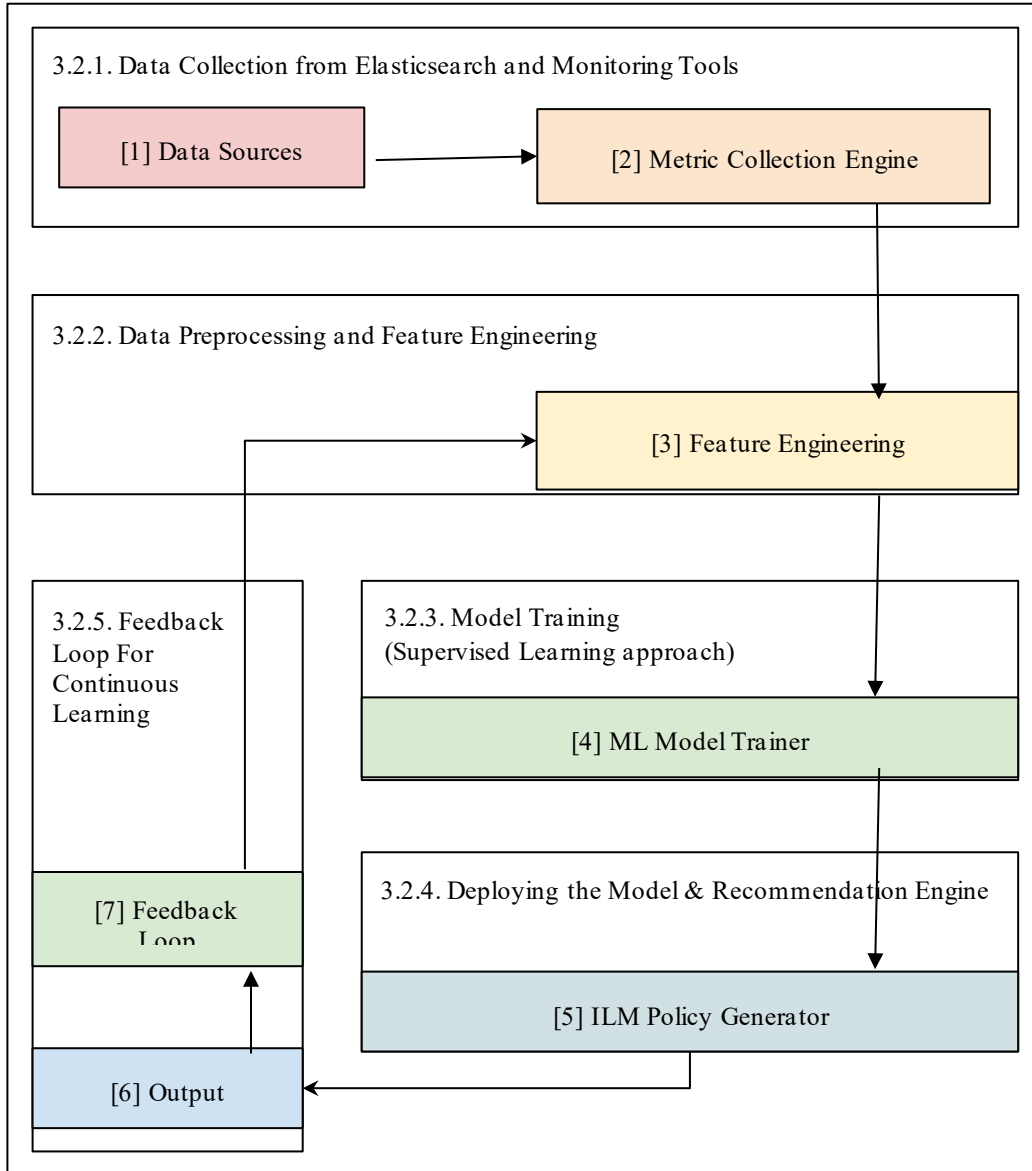 3.2.1. Data Collection from Elasticsearch and Monitoring Tools
[1] Data Sources
[2] Metric Collection Engine
3.2.2. Data Preprocessing and Feature Engineering
[3] Feature Engineering
3.2.5. Feedback
Loop For
Continuous
Learning
3.2.3. Model Training
(Supervised Learning approach)
[4] ML Model Trainer
3.2.4. Deploying the Model & Recommendation Engine
[7] Feedback
Loop
[5] ILM Policy Generator
[6] Output